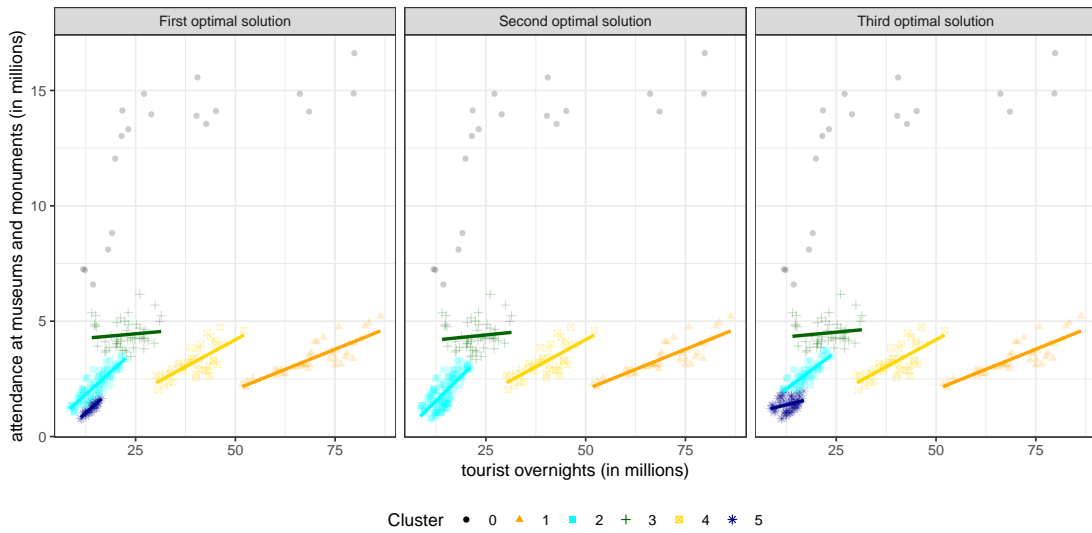 First optimal solution
Second optimal solution
Third optimal solution
attendance at museums and monuments (in millions)
15
10
5
0
25 50 75
25 50 75
25 50 75
tourist overnights (in millions)
Cluster 0 1 2 3 4 5